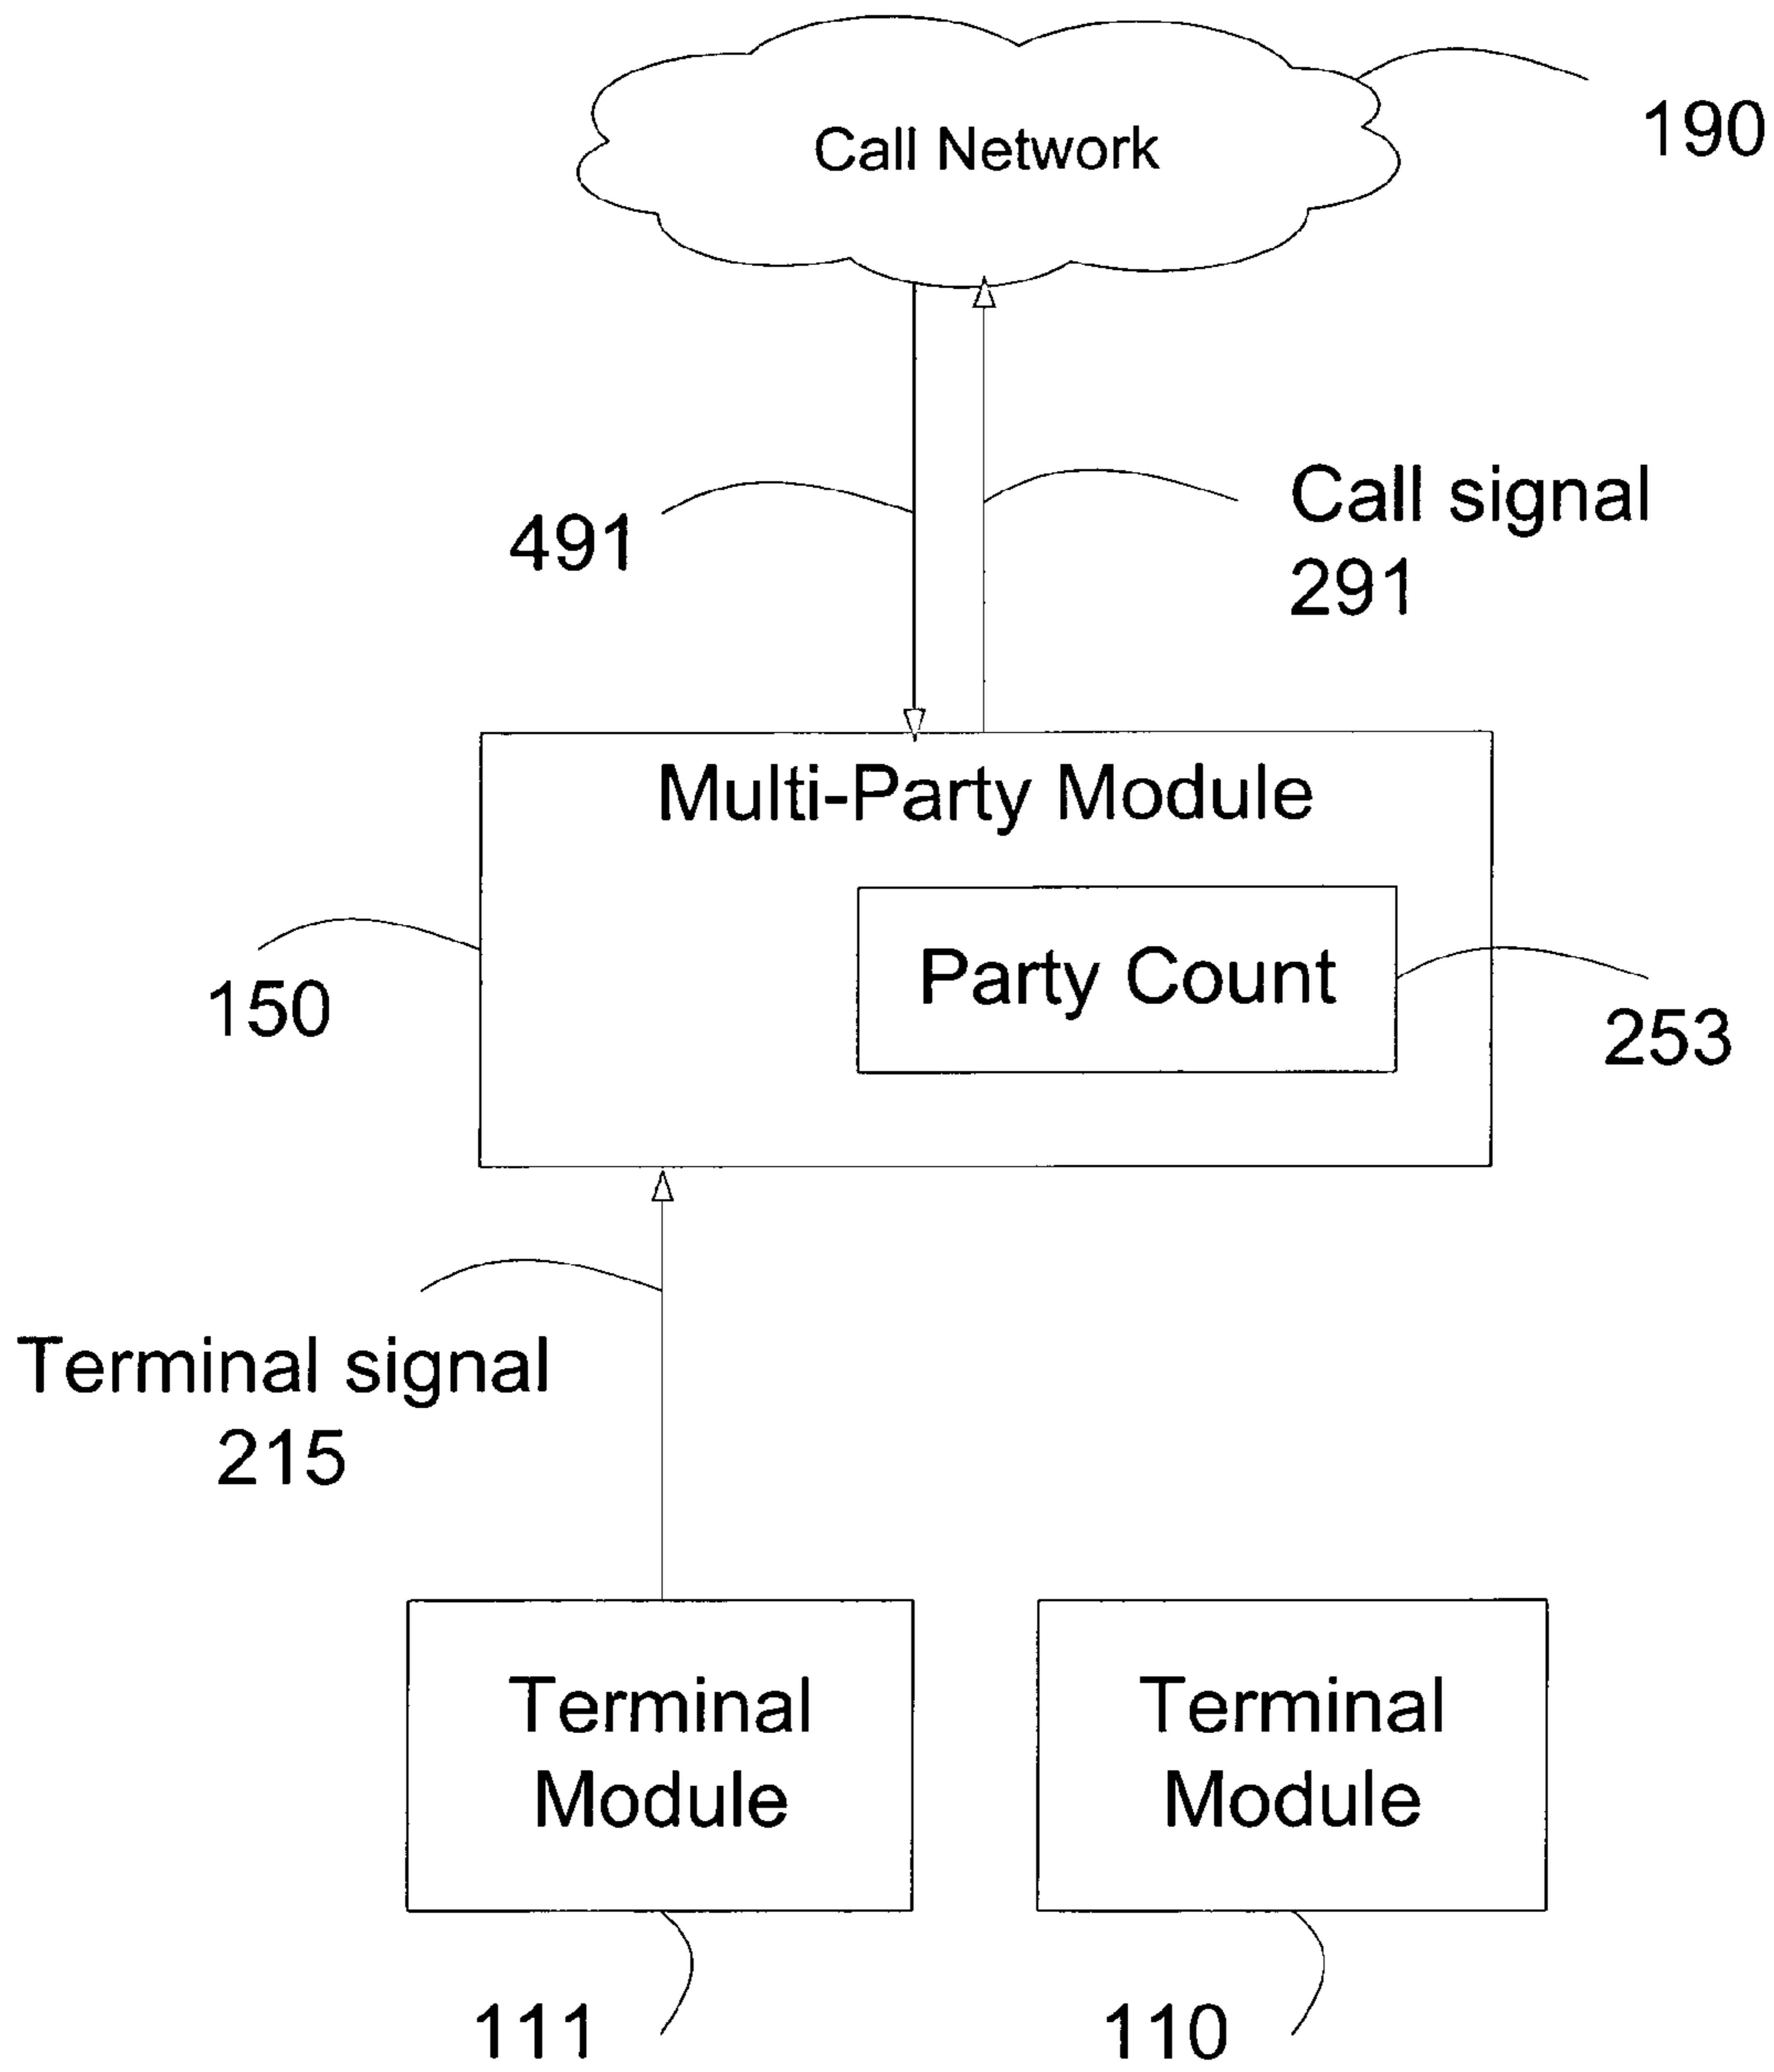 Call Network
190
491
Call signal
291
Multi-Party Module
Party Count
150
253
Terminal signal
215
Terminal
Module
Terminal
Module
111
110